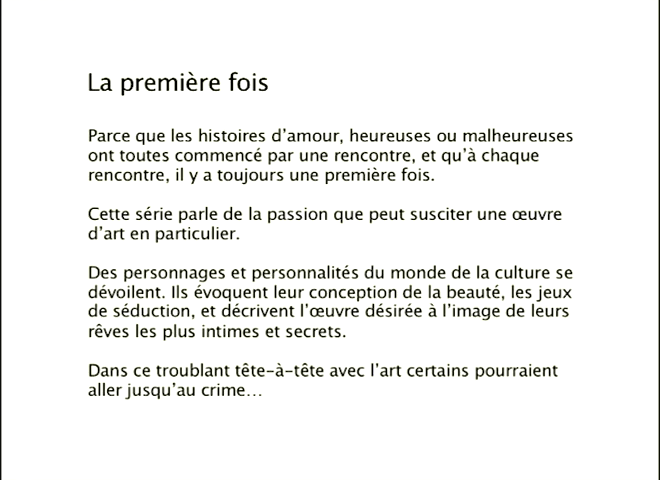 La première fois
Parce que les histoires d’amour, heureuses ou malheureuses
ont toutes commencé par une rencontre, et qu’à chaque
rencontre, il y a toujours une première fois.
Cette série parle de la passion que peut susciter une œuvre
d’art en particulier.
Des personnages et personnalités du monde de la culture se
dévoilent. Ils évoquent leur conception de la beauté, les jeux
de séduction, et décrivent l’œuvre désirée à l’image de leurs
rêves les plus intimes et secrets.
Dans ce troublant tête-à-tête avec l’art certains pourraient
aller jusqu’au crime…